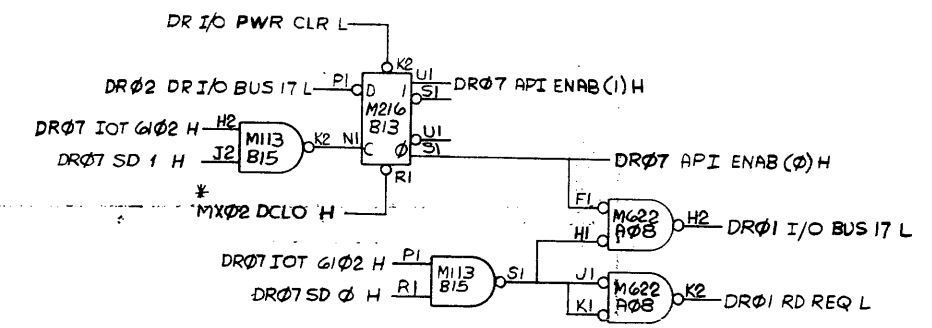 DR I/O PWR CLR L
K2
DRØ2 DR I/O BUS 17 L P1 D 1 U1 DRØ7 API ENAB (1) H
S1
M216
B13
DRØ7 IOT 61Ø2 H H2
M113
B15
K2 N1 C Ø U1
S1 DRØ7 API ENAB (Ø) H
DRØ7 SD 1 H J2
R1
*
MXØ2 DCLO H
F1
M622
AØ8
H2 DRØ1 I/O BUS 17 L
H1
DRØ7 IOT 61Ø2 H P1
M113
B15
S1
DRØ7 SD Ø H R1
J1
M622
AØ8
K2 DRØ1 RD REQ L
K1